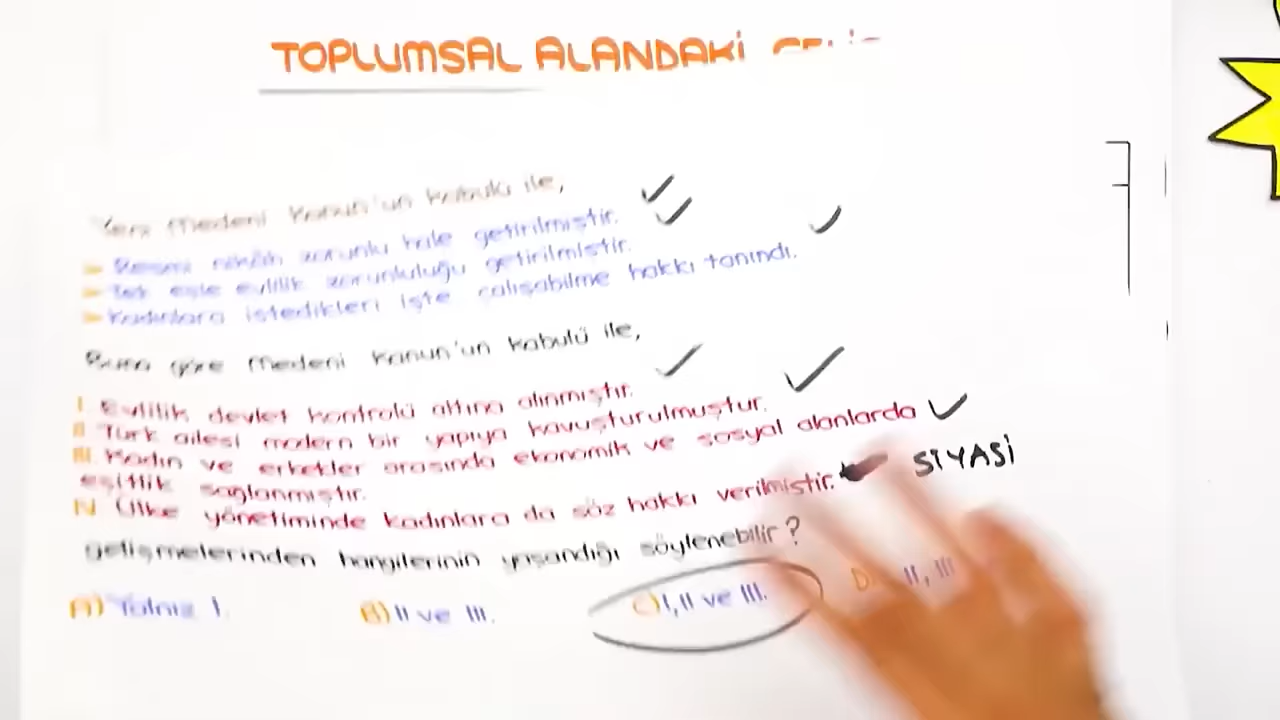 TOPLUMSAL ALANDAKİ
Yeni Medeni Kanun'un kabulü ile,
Resmi nikâh zorunlu hale getirilmiştir.
Tek eşle evlilik zorunluluğu getirilmiştir.
Kadınlara istedikleri işte çalışabilme hakkı tanındı.
Buna göre Medeni Kanun'un kabulü ile,
I. Evlilik devlet kontrolü altına alınmıştır.
II. Türk ailesi modern bir yapıya kavuşturulmuştur.
III. Kadın ve erkekler arasında ekonomik ve sosyal alanlarda
eşitlik sağlanmıştır.
IV. Ülke yönetiminde kadınlara da söz hakkı verilmiştir. SİYASİ
gelişmelerinden hangilerinin yaşandığı söylenebilir?
A) Yalnız I. B) II ve III. C) I, II ve III. D) II, III